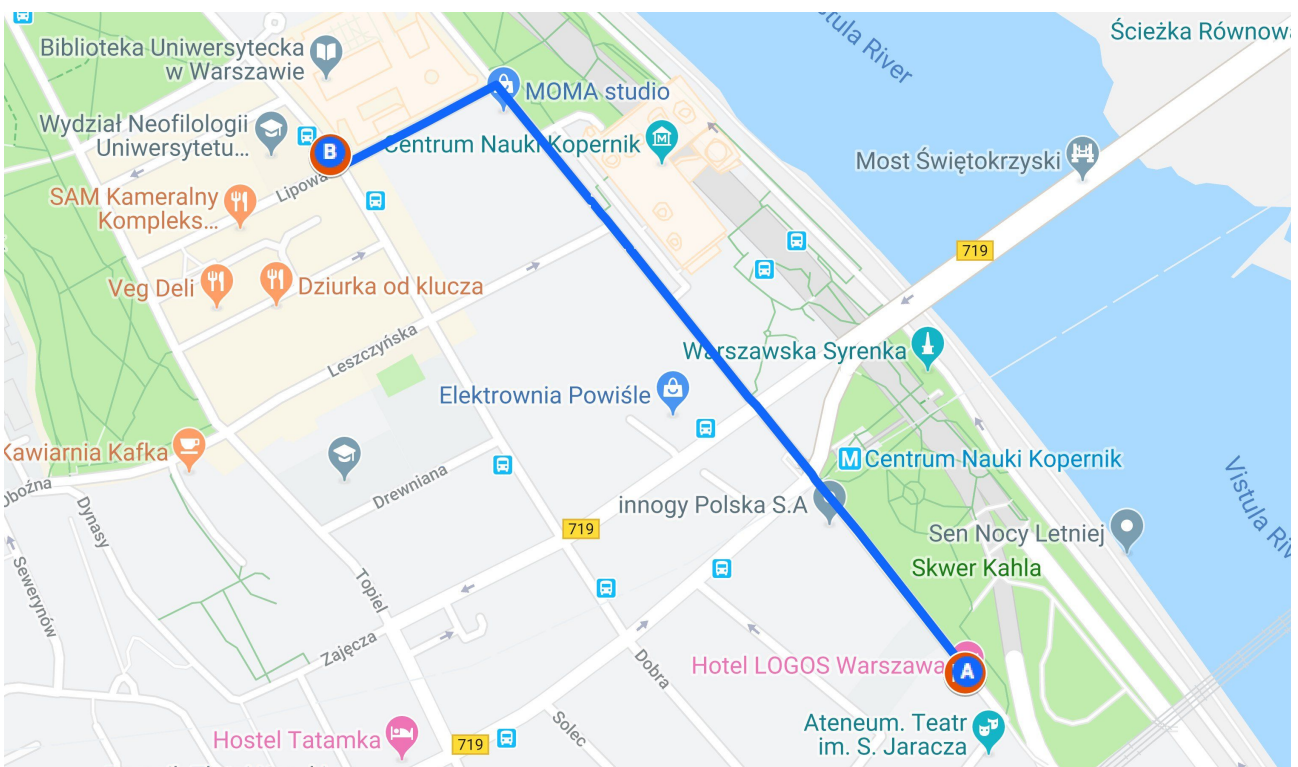 Vistula River
Ścieżka Równowa
Biblioteka Uniwersytecka
w Warszawie
MOMA studio
Wydział Neofilologii
Uniwersytetu...
Centrum Nauki Kopernik
B
Most Świętokrzyski
Lipowa
SAM Kameralny
Kompleks...
719
Veg Deli
Dziurka od klucza
Leszczyńska
Warszawska Syrenka
Elektrownia Powiśle
Kawiarnia Kafka
M
Centrum Nauki Kopernik
Oboźna
Dynasy
Drewniana
innogy Polska S.A
Vistula Riv
719
Sen Nocy Letniej
Skwer Kahla
Sewerynów
Topiel
Zajęcza
Dobra
Hotel LOGOS Warszawa
A
Solec
Ateneum. Teatr
im. S. Jaracza
Hostel Tatamka
719